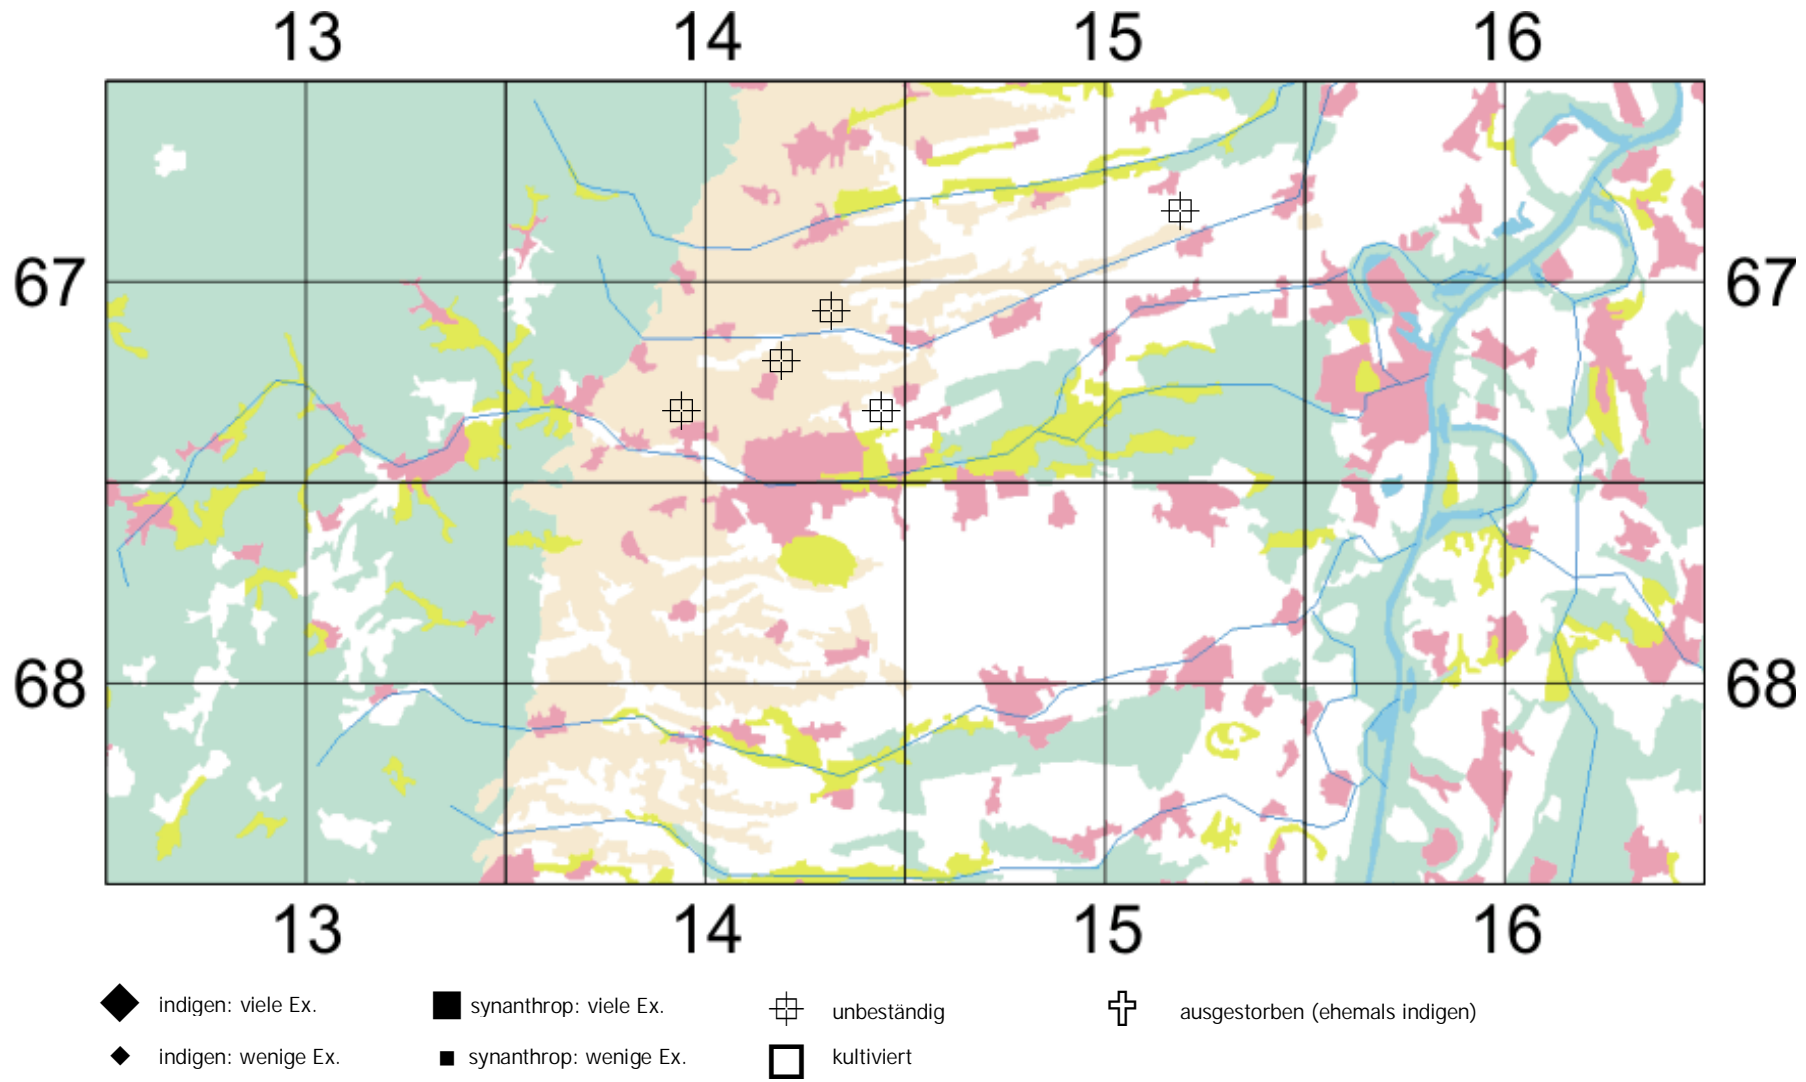 13 14 15 16
67 67
68 68
13 14 15 16
indigen: viele Ex. synanthrop: viele Ex. unbeständig ausgestorben (ehemals indigen)
indigen: wenige Ex. synanthrop: wenige Ex. kultiviert